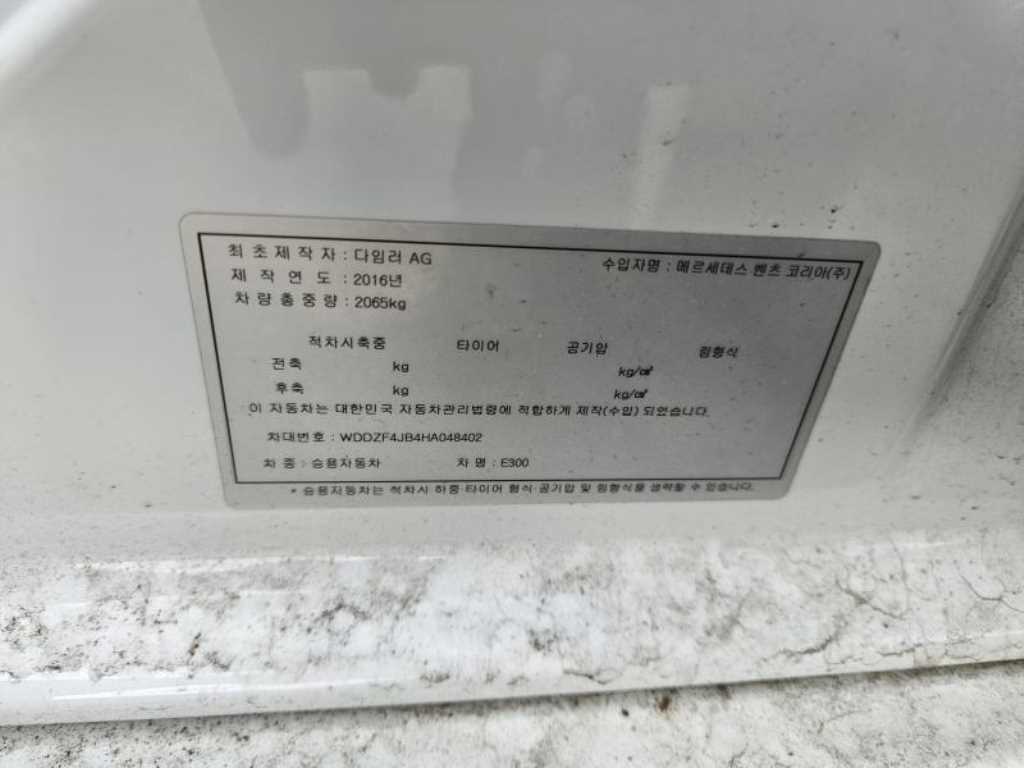 최초제작자 : 다임러 AG 수입자명 : 메르세데스 벤츠 코리아(주)
제 작 연 도 : 2016년
차량총중량 : 2065kg
적차시축중 타이어 공기압 림형식
전축 kg kg/㎠
후축 kg kg/㎠
이 자동차는 대한민국 자동차관리법령에 적합하게 제작(수입) 되었습니다.
차대번호 : WDDZF4JB4HA048402
차 종 : 승용자동차 차 명 : E300
* 승용자동차는 적차시 하중·타이어 형식·공기압 및 림형식을 생략할 수 있습니다.